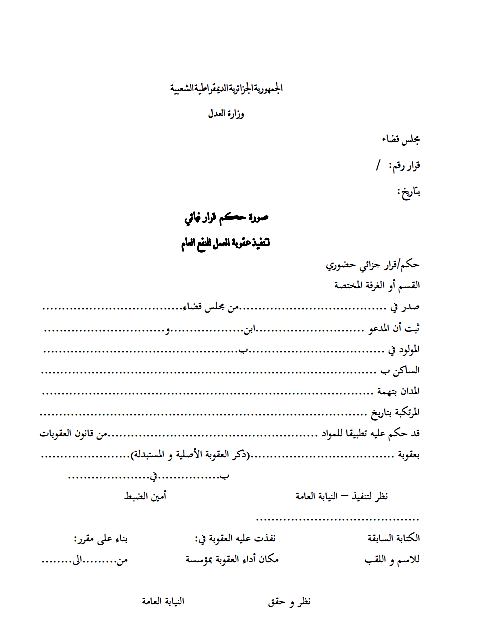 الجمهورية الجزائرية الديمقراطية الشعبية
وزارة العدل
مجلس قضاء
قرار رقم: /
بتاريخ:
صورة حكم قرار نهائي
تنفيذ عقوبة العمل للنفع العام
حكم/قرار جزائي حضوري
القسم أو الغرفة المختصة
صدر في ......................................من مجلس قضاء....................................
ثبت أن المدعو ............................ابن...................و...............................
المولود في ...................................ب..................................................
الساكن ب ......................................................................................
المدان بتهمة ....................................................................................
المرتكبة بتاريخ ...................................................................................
قد حكم عليه تطبيقا للمواد .....................................................من قانون العقوبات
بعقوبة .....................................(ذكر العقوبة الأصلية و المستبدلة).......................
ب................في.....................
نظر لتنفيذ – النيابة العامة أمين الضبط
..........................................
الكتابة السابقة نفذت عليه العقوبة في: بناء على مقرر:
للاسم و اللقب مكان أداء العقوبة بمؤسسة من.........الى........
نظر و حقق النيابة العامة